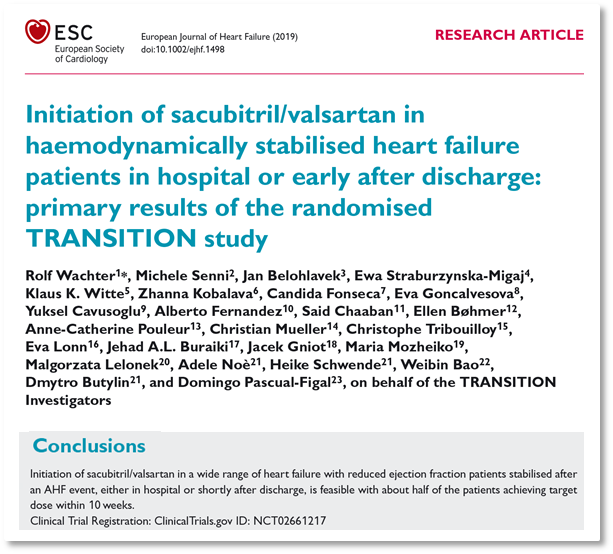 ESC
European Society
of Cardiology
European Journal of Heart Failure (2019)
doi:10.1002/ejhf.1498
RESEARCH ARTICLE
Initiation of sacubitril/valsartan in
haemodynamically stabilised heart failure
patients in hospital or early after discharge:
primary results of the randomised
TRANSITION study
Rolf Wachter1*, Michele Senni2, Jan Belohlavek3, Ewa Straburzynska-Migaj4,
Klaus K. Witte5, Zhanna Kobalava6, Candida Fonseca7, Eva Goncalvesova8,
Yuksel Cavusoglu9, Alberto Fernandez10, Said Chaaban11, Ellen Bøhmer12,
Anne-Catherine Pouleur13, Christian Mueller14, Christophe Tribouilloy15,
Eva Lonn16, Jehad A.L. Buraiki17, Jacek Gniot18, Maria Mozheiko19,
Malgorzata Lelonek20, Adele Noè21, Heike Schwende21, Weibin Bao22,
Dmytro Butylin21, and Domingo Pascual-Figal23, on behalf of the TRANSITION
Investigators
Conclusions
Initiation of sacubitril/valsartan in a wide range of heart failure with reduced ejection fraction patients stabilised after
an AHF event, either in hospital or shortly after discharge, is feasible with about half of the patients achieving target
dose within 10 weeks.
Clinical Trial Registration: ClinicalTrials.gov ID: NCT02661217